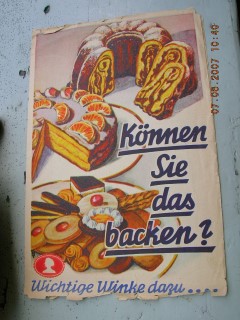 Können
Sie
das
backen?
Wichtige Winke dazu....
07.08.2007 10:40